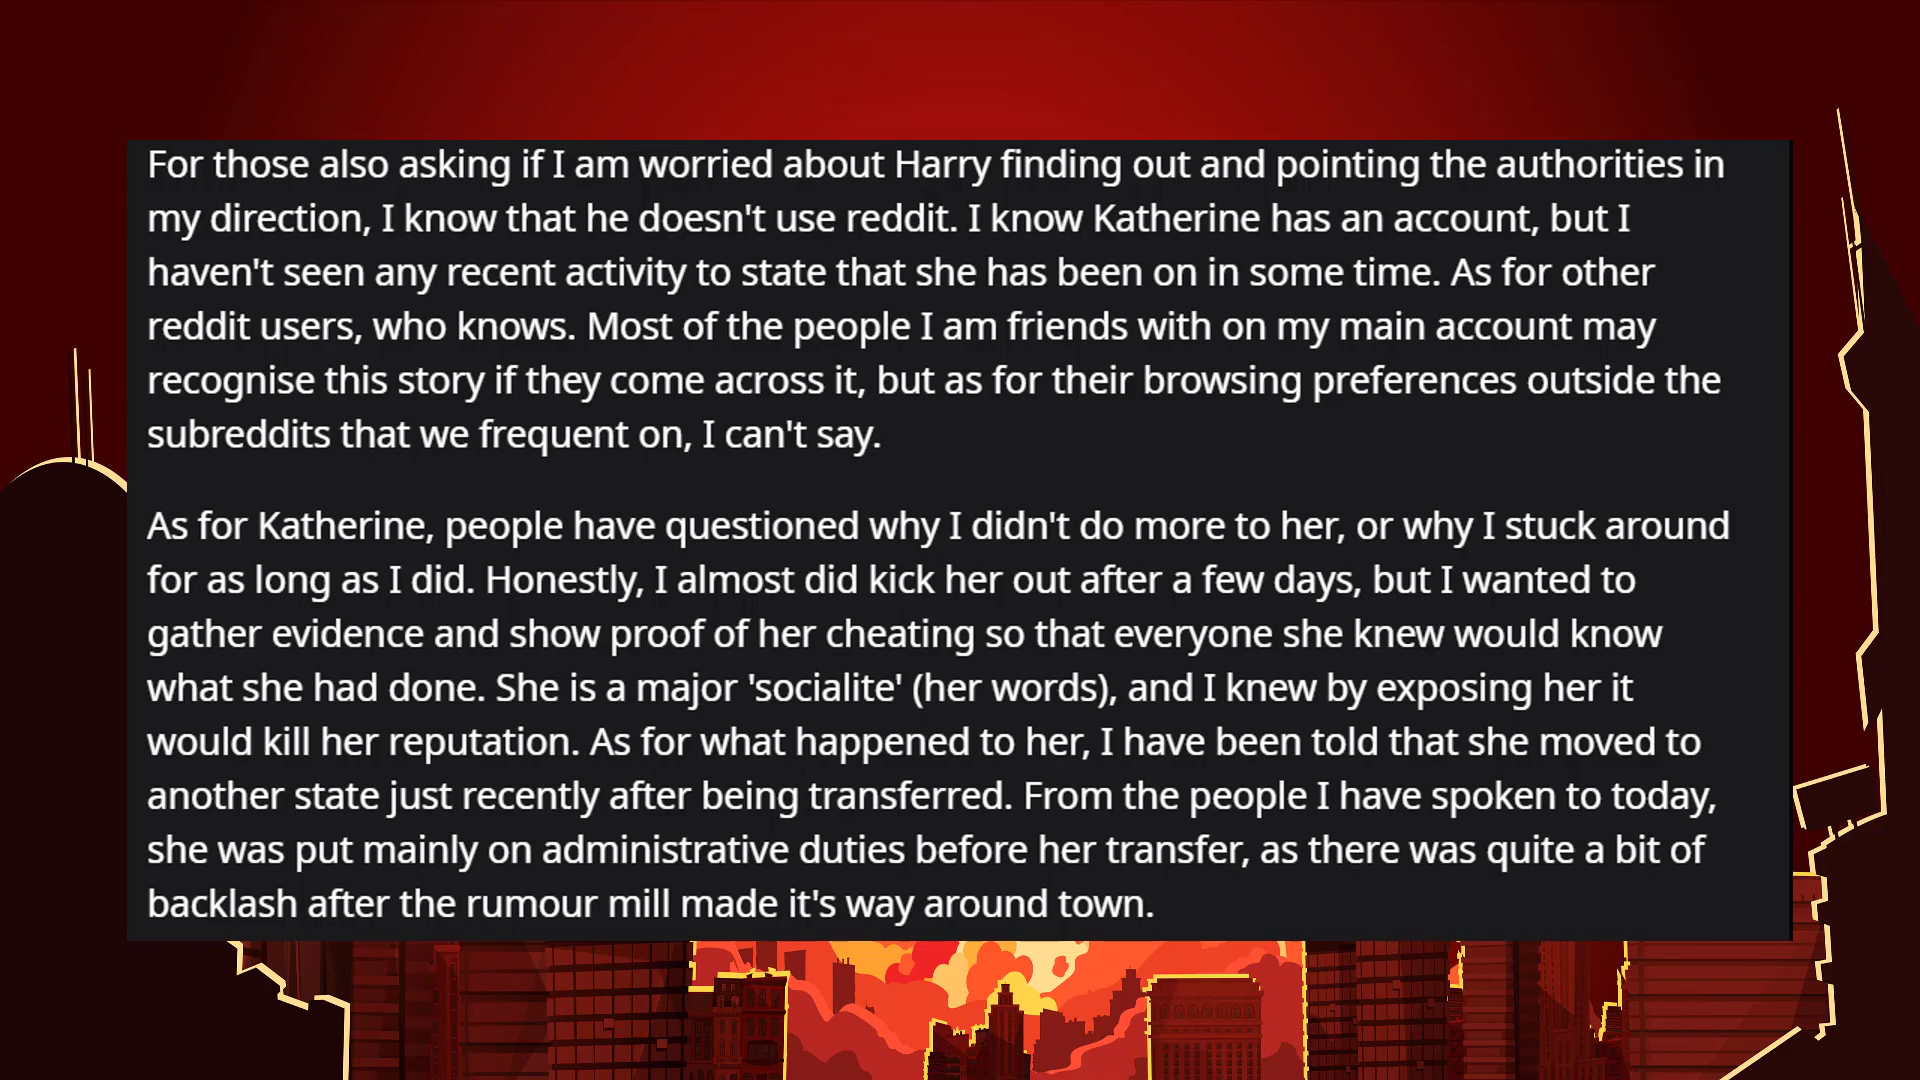 For those also asking if I am worried about Harry finding out and pointing the authorities in
my direction, I know that he doesn't use reddit. I know Katherine has an account, but I
haven't seen any recent activity to state that she has been on in some time. As for other
reddit users, who knows. Most of the people I am friends with on my main account may
recognise this story if they come across it, but as for their browsing preferences outside the
subreddits that we frequent on, I can't say.
As for Katherine, people have questioned why I didn't do more to her, or why I stuck around
for as long as I did. Honestly, I almost did kick her out after a few days, but I wanted to
gather evidence and show proof of her cheating so that everyone she knew would know
what she had done. She is a major 'socialite' (her words), and I knew by exposing her it
would kill her reputation. As for what happened to her, I have been told that she moved to
another state just recently after being transferred. From the people I have spoken to today,
she was put mainly on administrative duties before her transfer, as there was quite a bit of
backlash after the rumour mill made it's way around town.